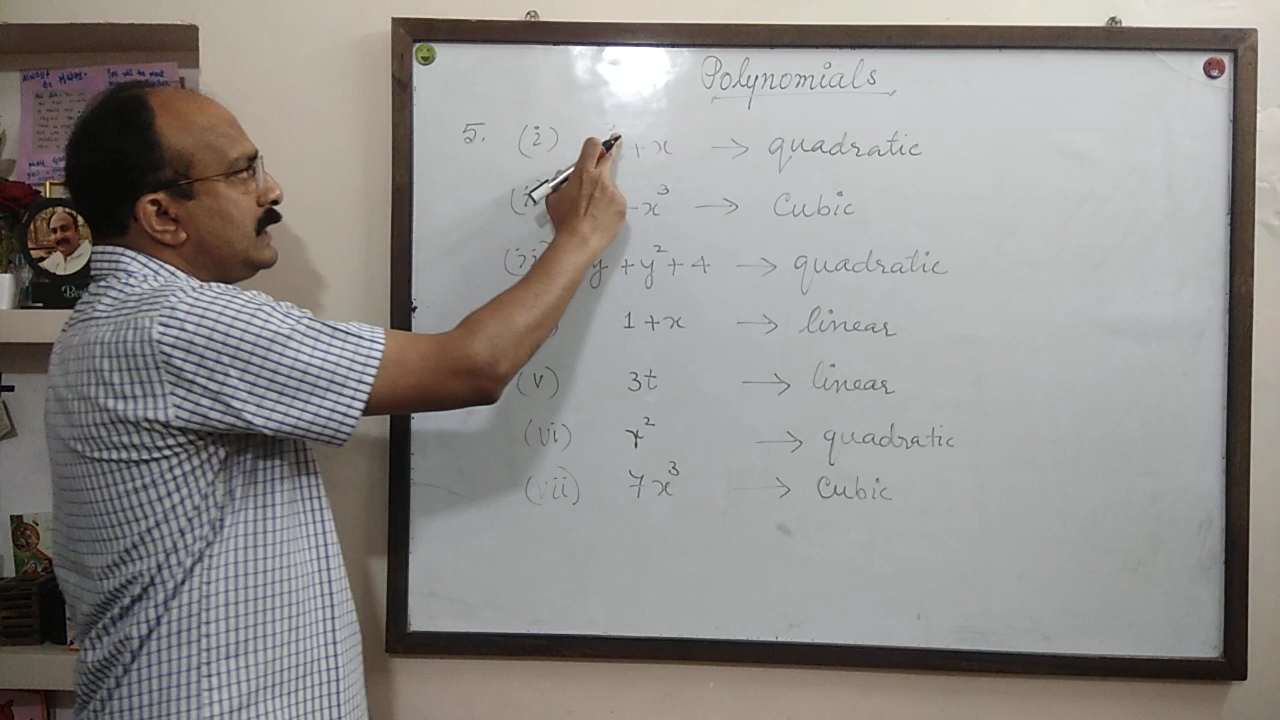 Polynomials
5. (i) + x → quadratic
- x³ → Cubic
y + y² + 4 → quadratic
1 + x → linear
(v) 3t → linear
(vi) r² → quadratic
(vii) 7x³ → Cubic